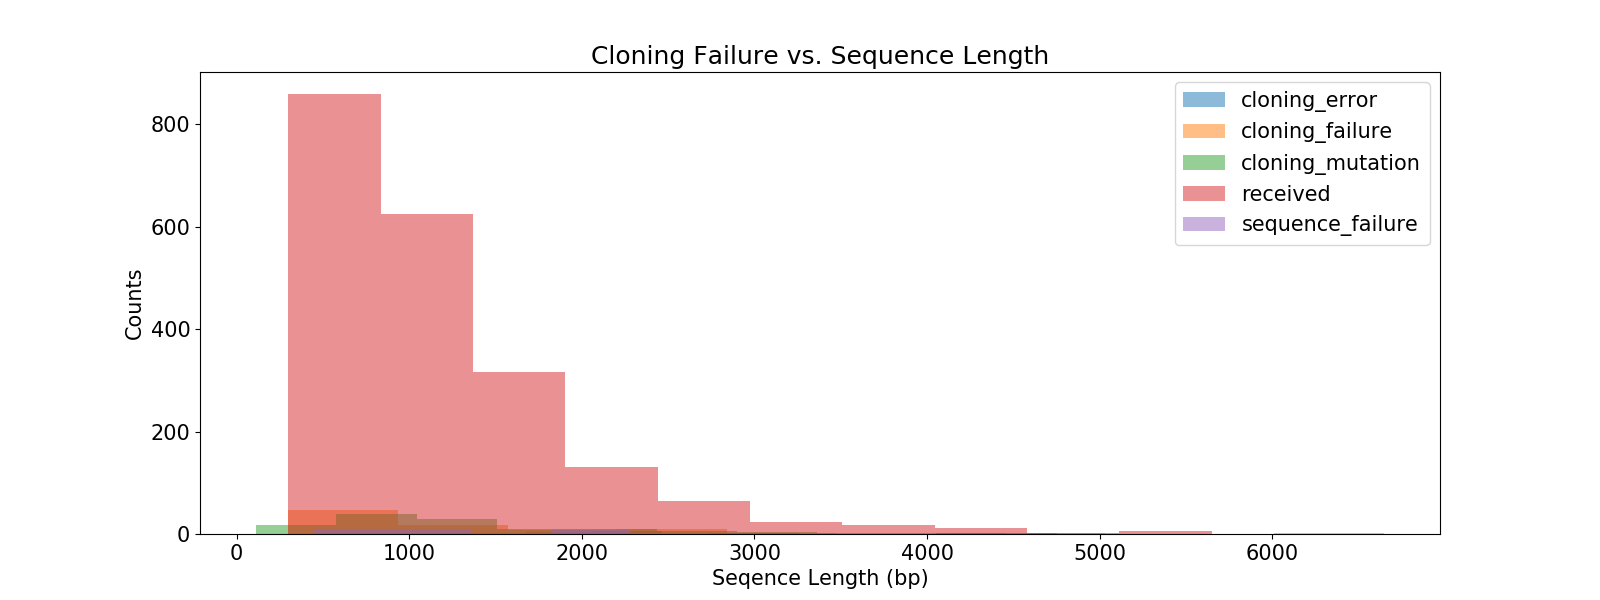 Cloning Failure vs. Sequence Length
cloning_error
cloning_failure
cloning_mutation
received
sequence_failure
Counts
800
600
400
200
0
0 1000 2000 3000 4000 5000 6000
Seqence Length (bp)